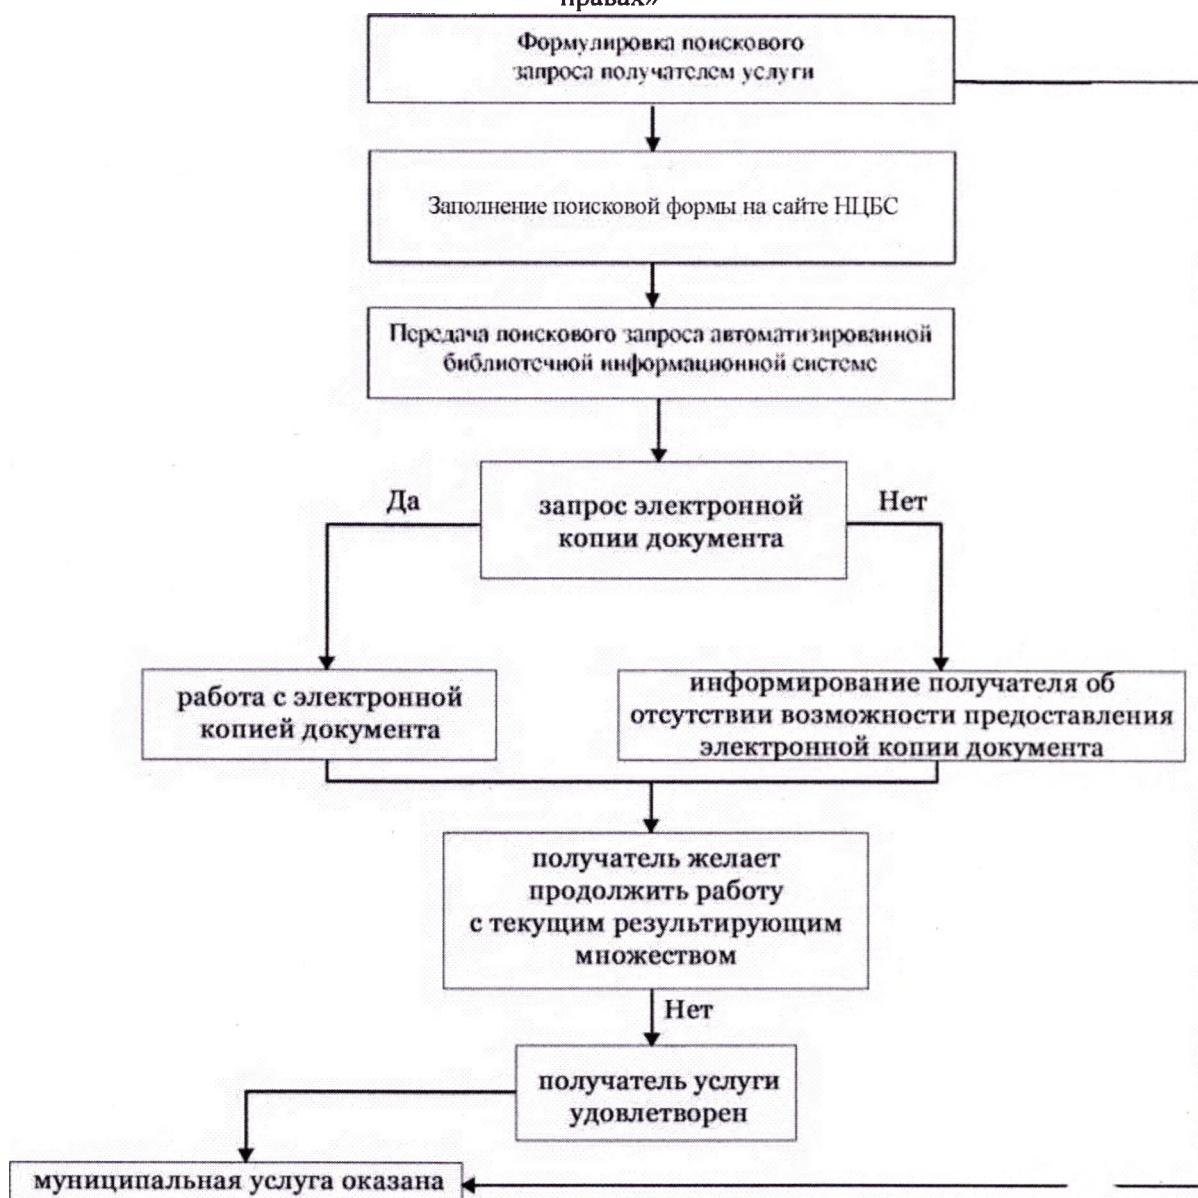 правах»
Формулировка поискового
запроса получателем услуги
Заполнение поисковой формы на сайте НЦБС
Передача поискового запроса автоматизированной
библиотечной информационной системе
Да
запрос электронной
копии документа
Нет
работа с электронной
копией документа
информирование получателя об
отсутствии возможности предоставления
электронной копии документа
получатель желает
продолжить работу
с текущим результирующим
множеством
Нет
получатель услуги
удовлетворен
муниципальная услуга оказана